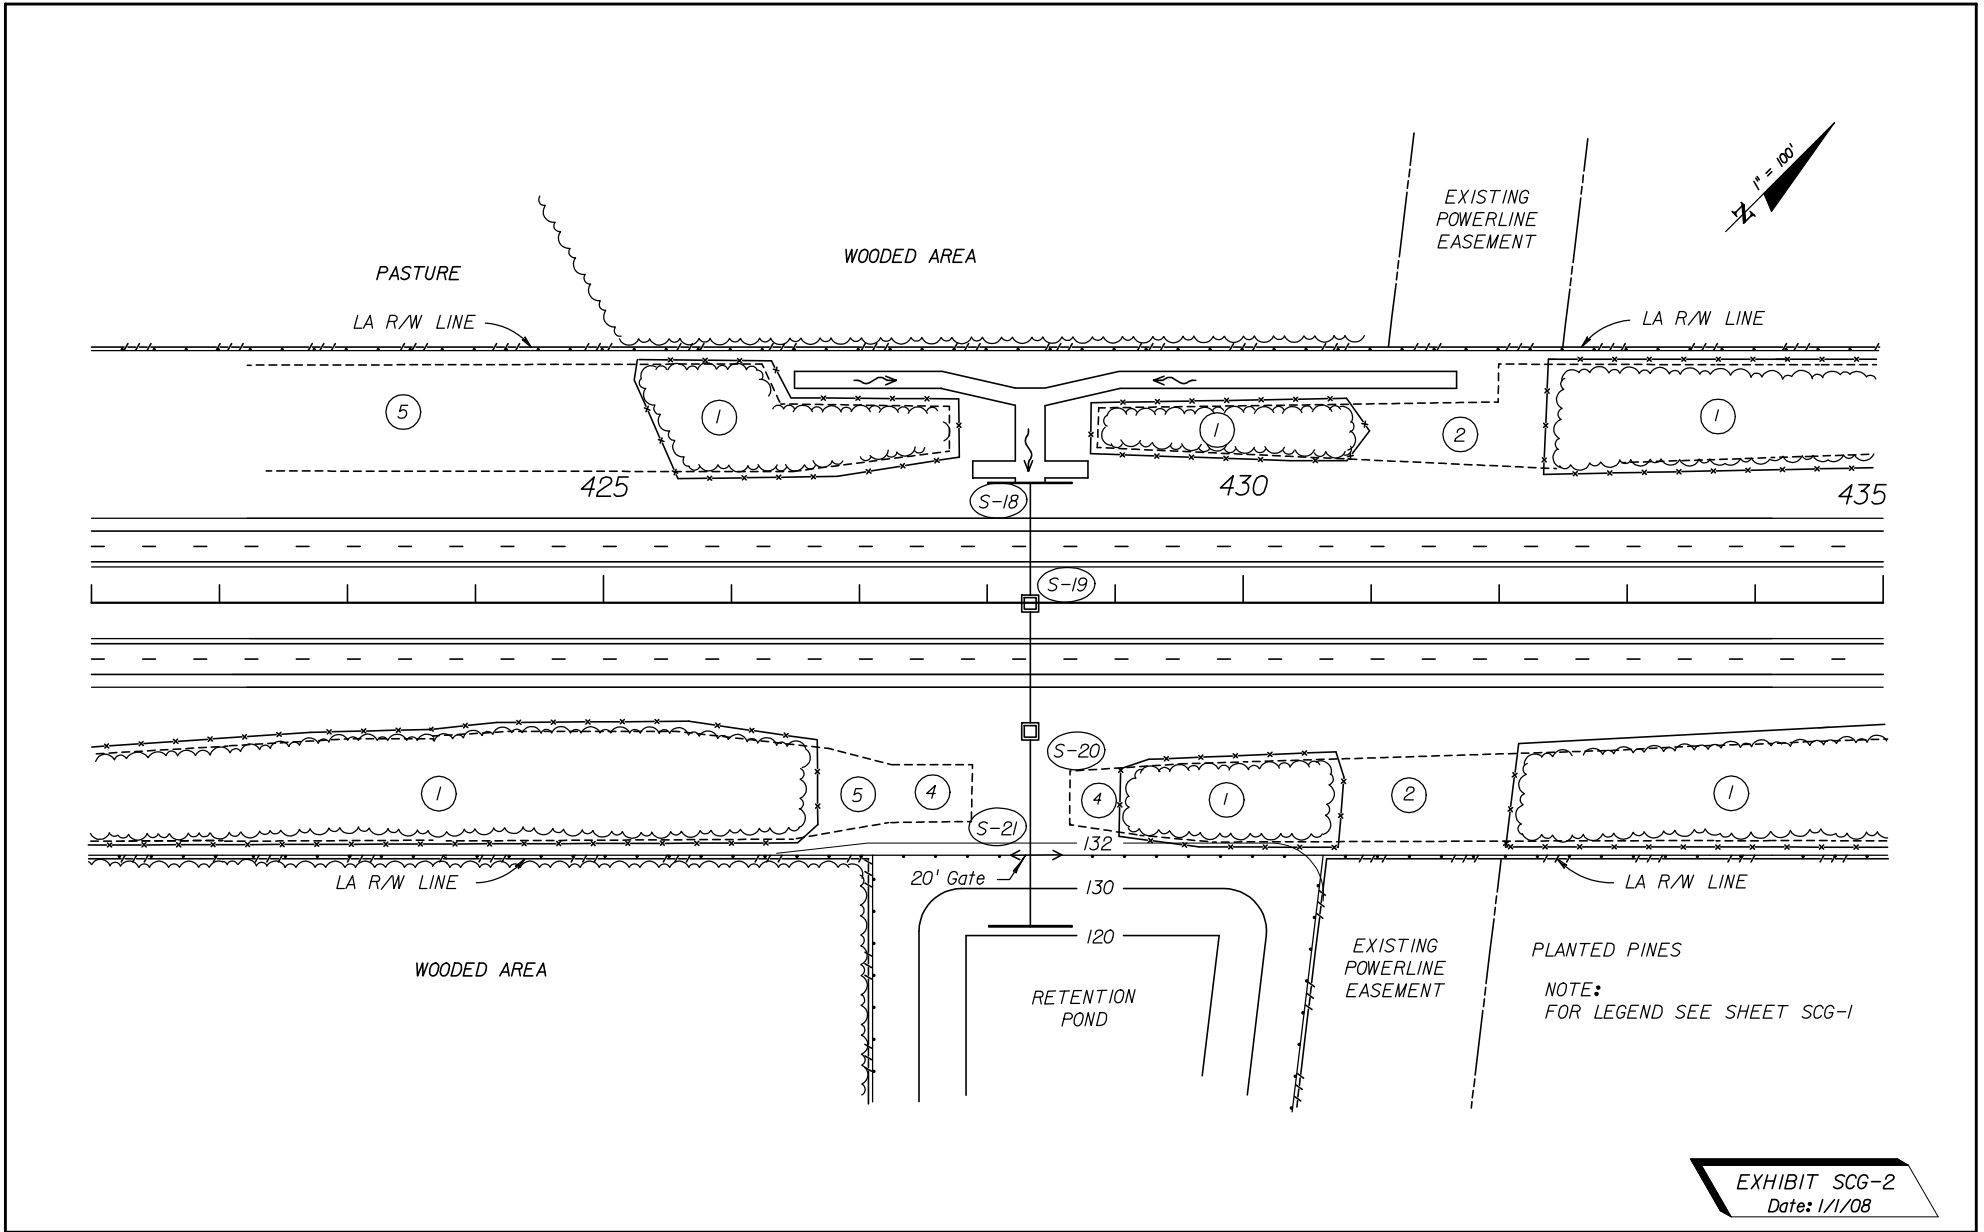 1" = 100'
N
EXISTING
POWERLINE
EASEMENT
WOODED AREA
PASTURE
LA R/W LINE
LA R/W LINE
5
1
1
2
1
425
430
435
S-18
S-19
S-20
1
5
4
4
1
2
1
S-21
132
LA R/W LINE
20' Gate
130
LA R/W LINE
120
WOODED AREA
RETENTION
POND
EXISTING
POWERLINE
EASEMENT
PLANTED PINES
NOTE:
FOR LEGEND SEE SHEET SCG-1
EXHIBIT SCG-2
Date: 1/1/08